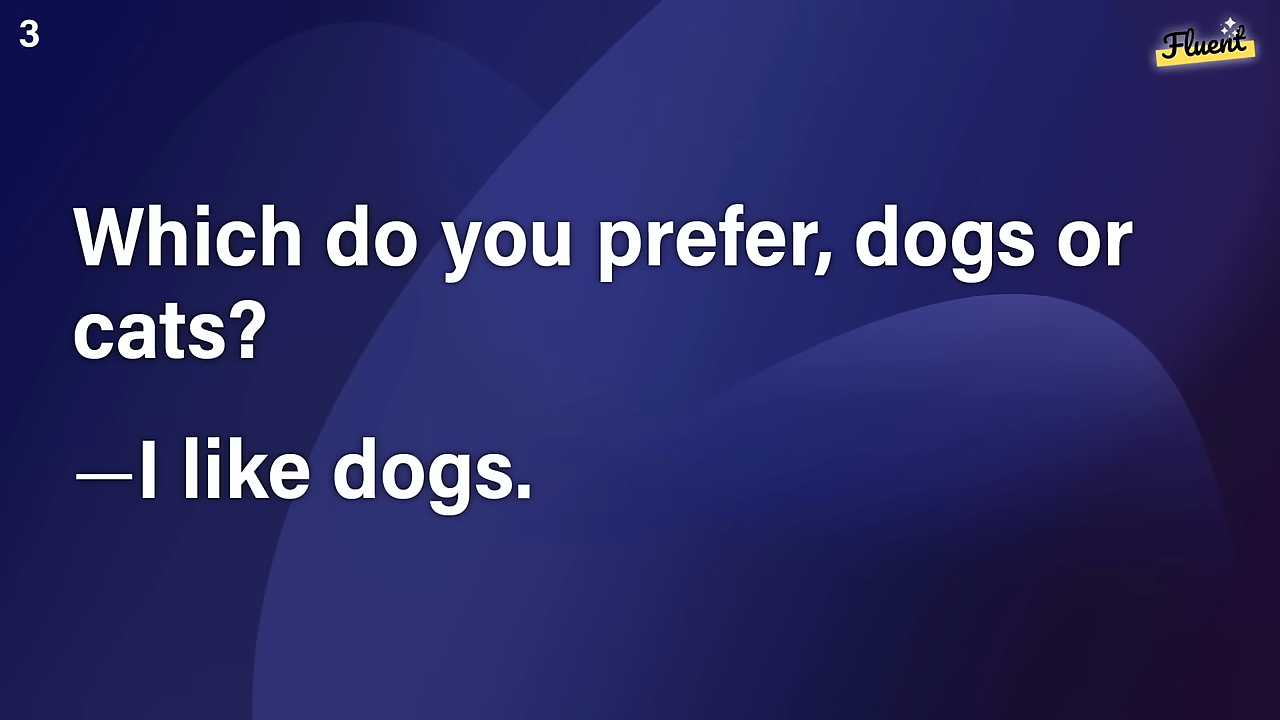 3
Fluent
Which do you prefer, dogs or
cats?
—I like dogs.